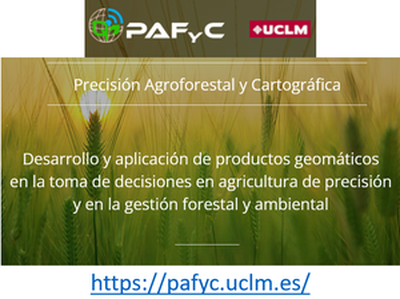 PAFyC
UCLM
Precisión Agroforestal y Cartográfica
Desarrollo y aplicación de productos geomáticos
en la toma de decisiones en agricultura de precisión
y en la gestión forestal y ambiental
https://pafyc.uclm.es/